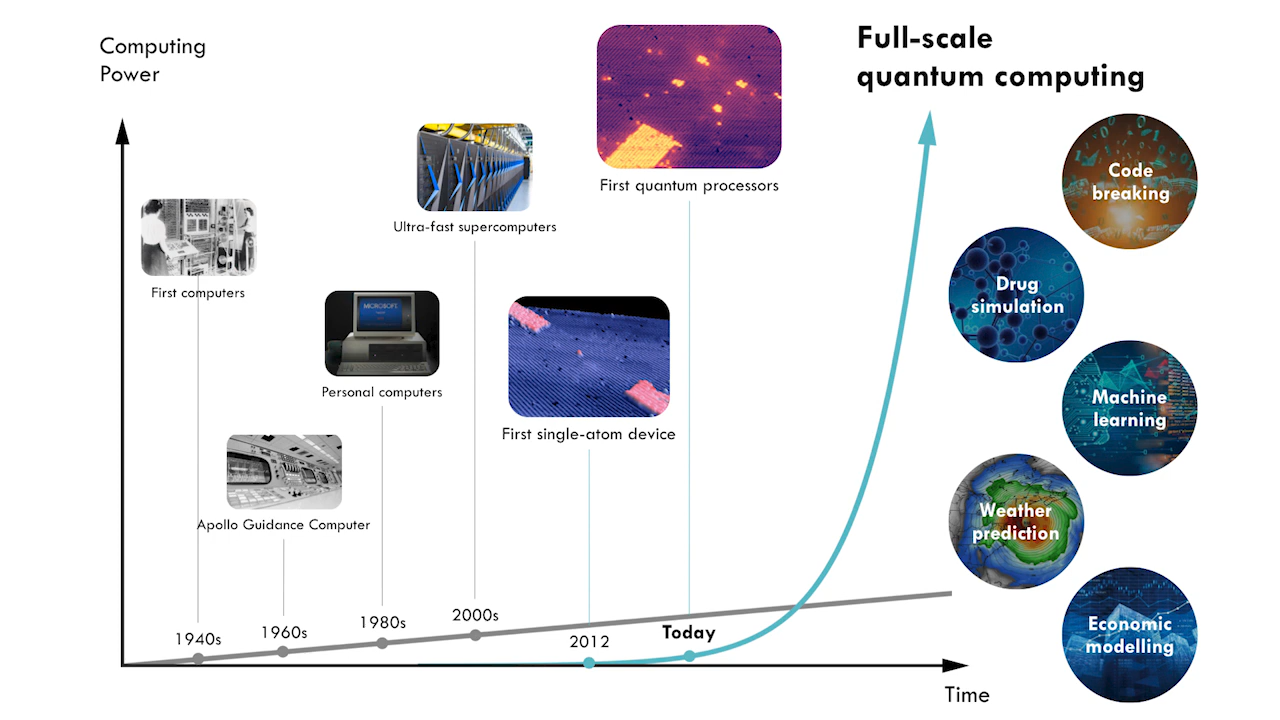 Computing
Power
Full-scale
quantum computing
First computers
Apollo Guidance Computer
MICROSOFT
Personal computers
Ultra-fast supercomputers
First single-atom device
First quantum processors
1940s
1960s
1980s
2000s
2012
Today
Time
Code
breaking
Drug
simulation
Machine
learning
Weather
prediction
Economic
modelling